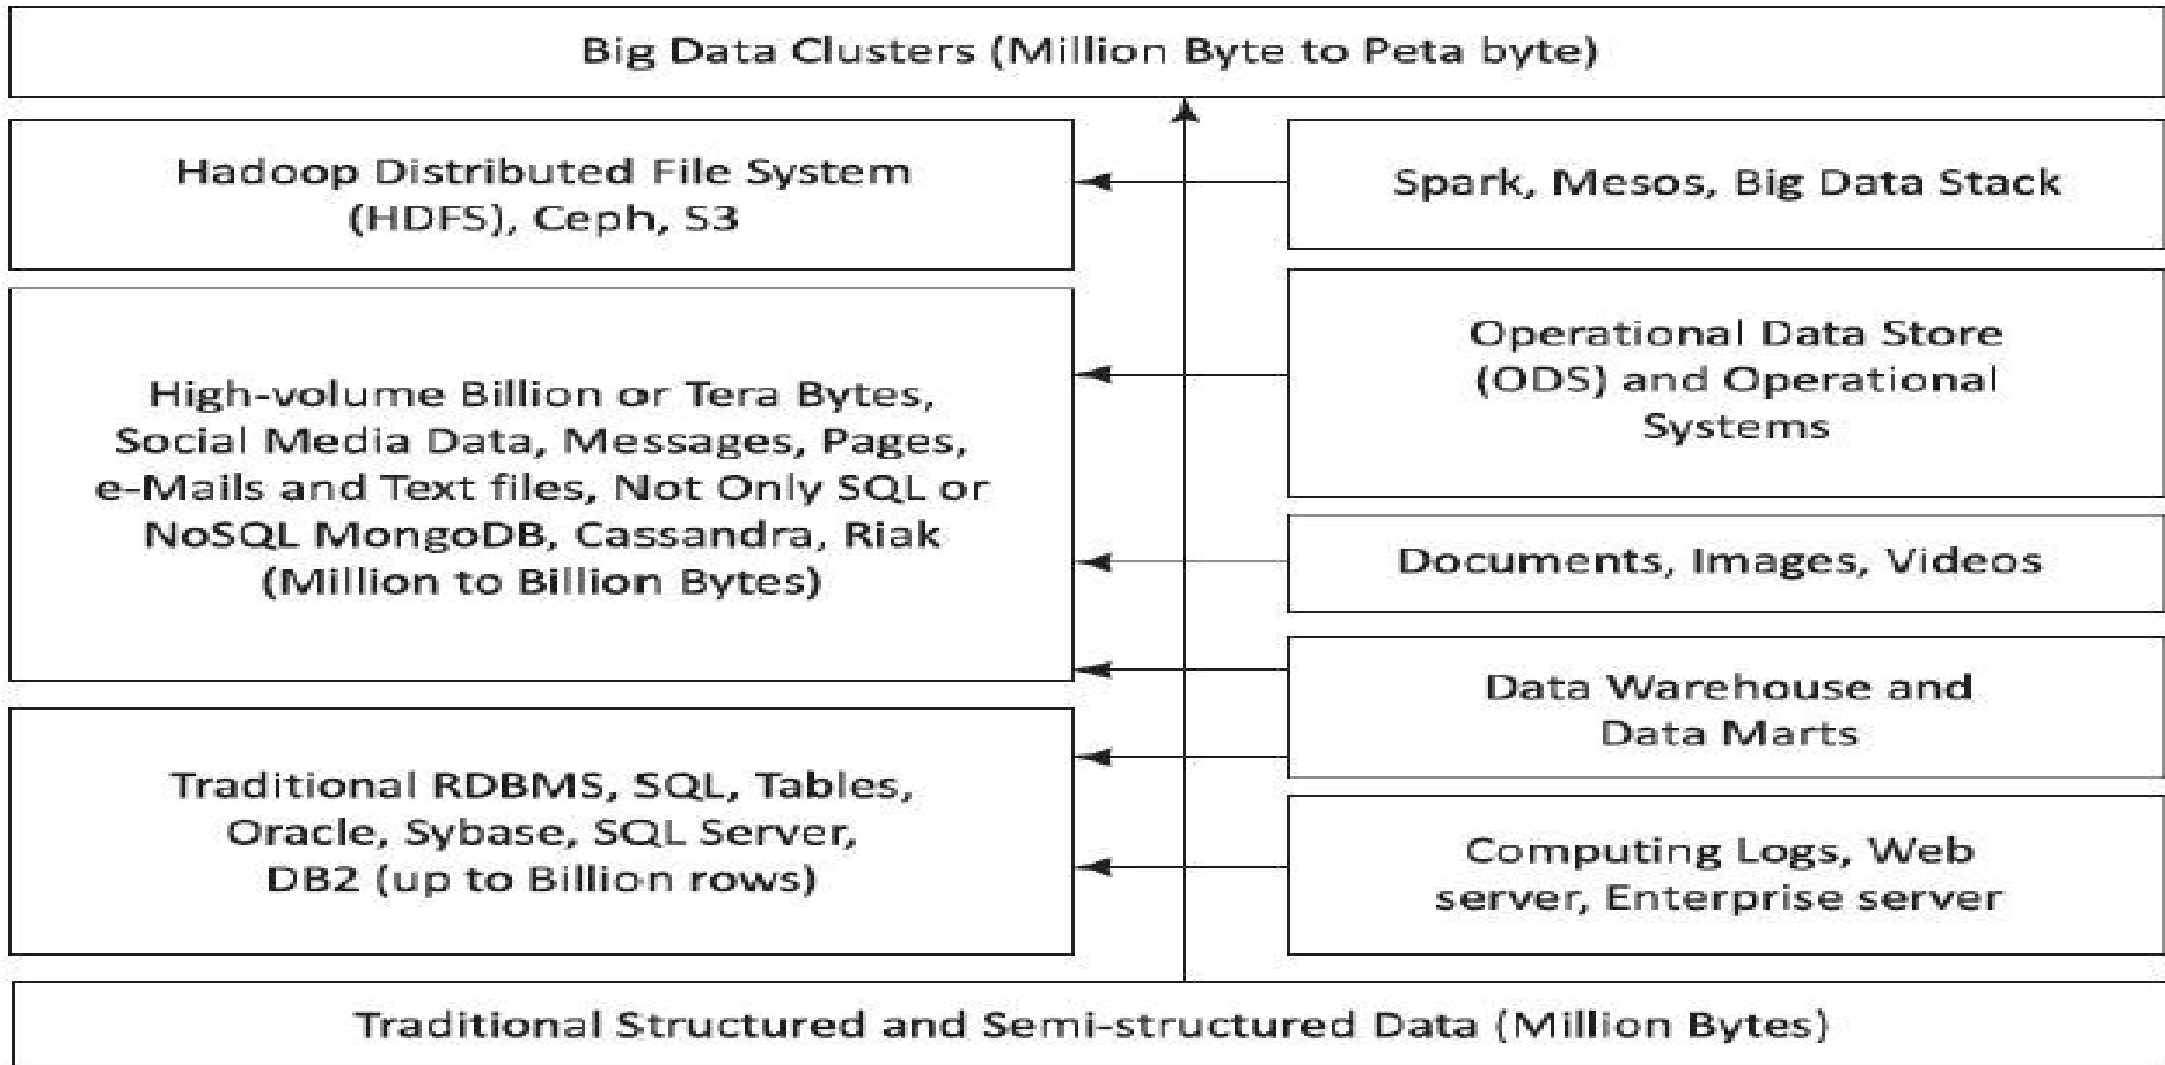 Big Data Clusters (Million Byte to Peta byte)
Hadoop Distributed File System
(HDFS), Ceph, S3
Spark, Mesos, Big Data Stack
High-volume Billion or Tera Bytes,
Social Media Data, Messages, Pages,
e-Mails and Text files, Not Only SQL or
NoSQL MongoDB, Cassandra, Riak
(Million to Billion Bytes)
Operational Data Store
(ODS) and Operational
Systems
Documents, Images, Videos
Data Warehouse and
Data Marts
Traditional RDBMS, SQL, Tables,
Oracle, Sybase, SQL Server,
DB2 (up to Billion rows)
Computing Logs, Web
server, Enterprise server
Traditional Structured and Semi-structured Data (Million Bytes)